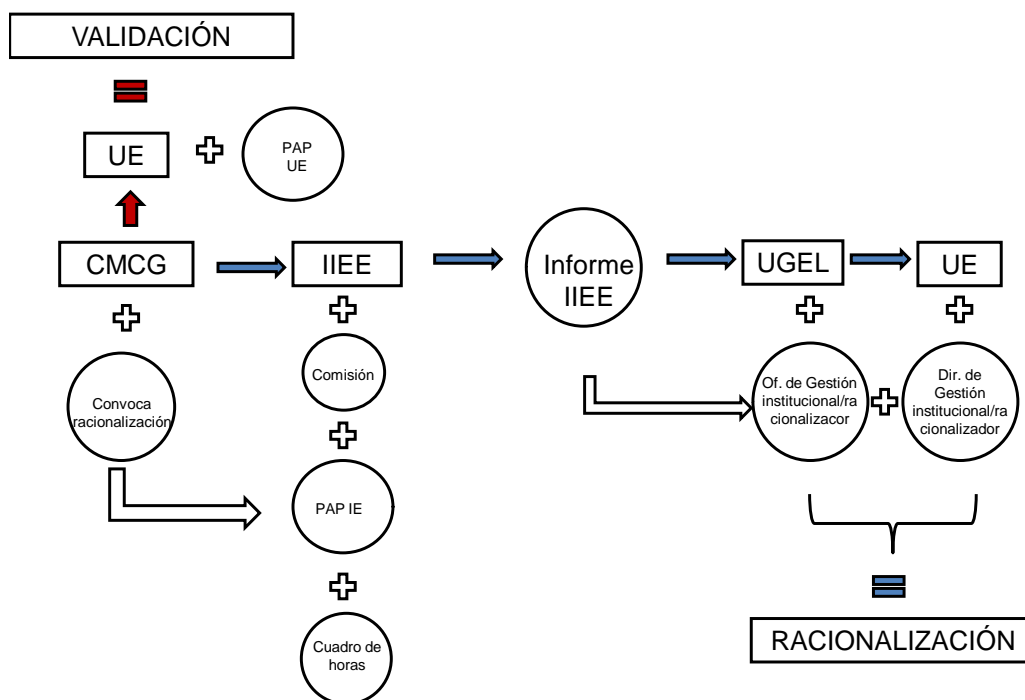 VALIDACIÓN
UE
PAP
UE
CMCG
IIEE
Informe
IIEE
UGEL
UE
Convoca
racionalización
Comisión
Of. de Gestión
institucional/ra
cionalizacor
Dir. de
Gestión
institucional/ra
cionalizador
PAP IE
Cuadro de
horas
RACIONALIZACIÓN